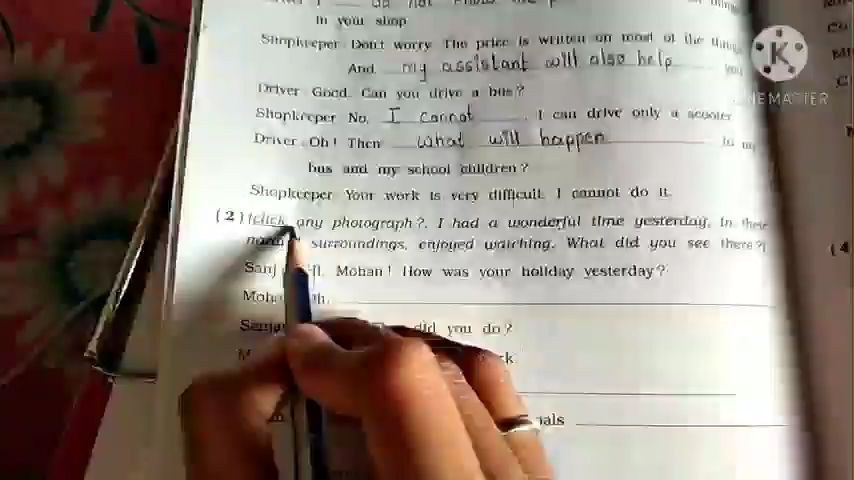 in your shop
Shopkeeper Don't worry. The price is written on most of the things
And my assistant will also help you
Driver Good. Can you drive a bus?
Shopkeeper No, I cannot. I can drive only a scooter
Driver Oh! Then what will happen to my
bus and my school children?
Shopkeeper Your work is very difficult. I cannot do it.
(2) (click any photograph?, I had a wonderful time yesterday, in their
surroundings, enjoyed watching, What did you see there?)
Mohan! How was your holiday yesterday?
Oh,
did you do?
K
NEMASTER
(4